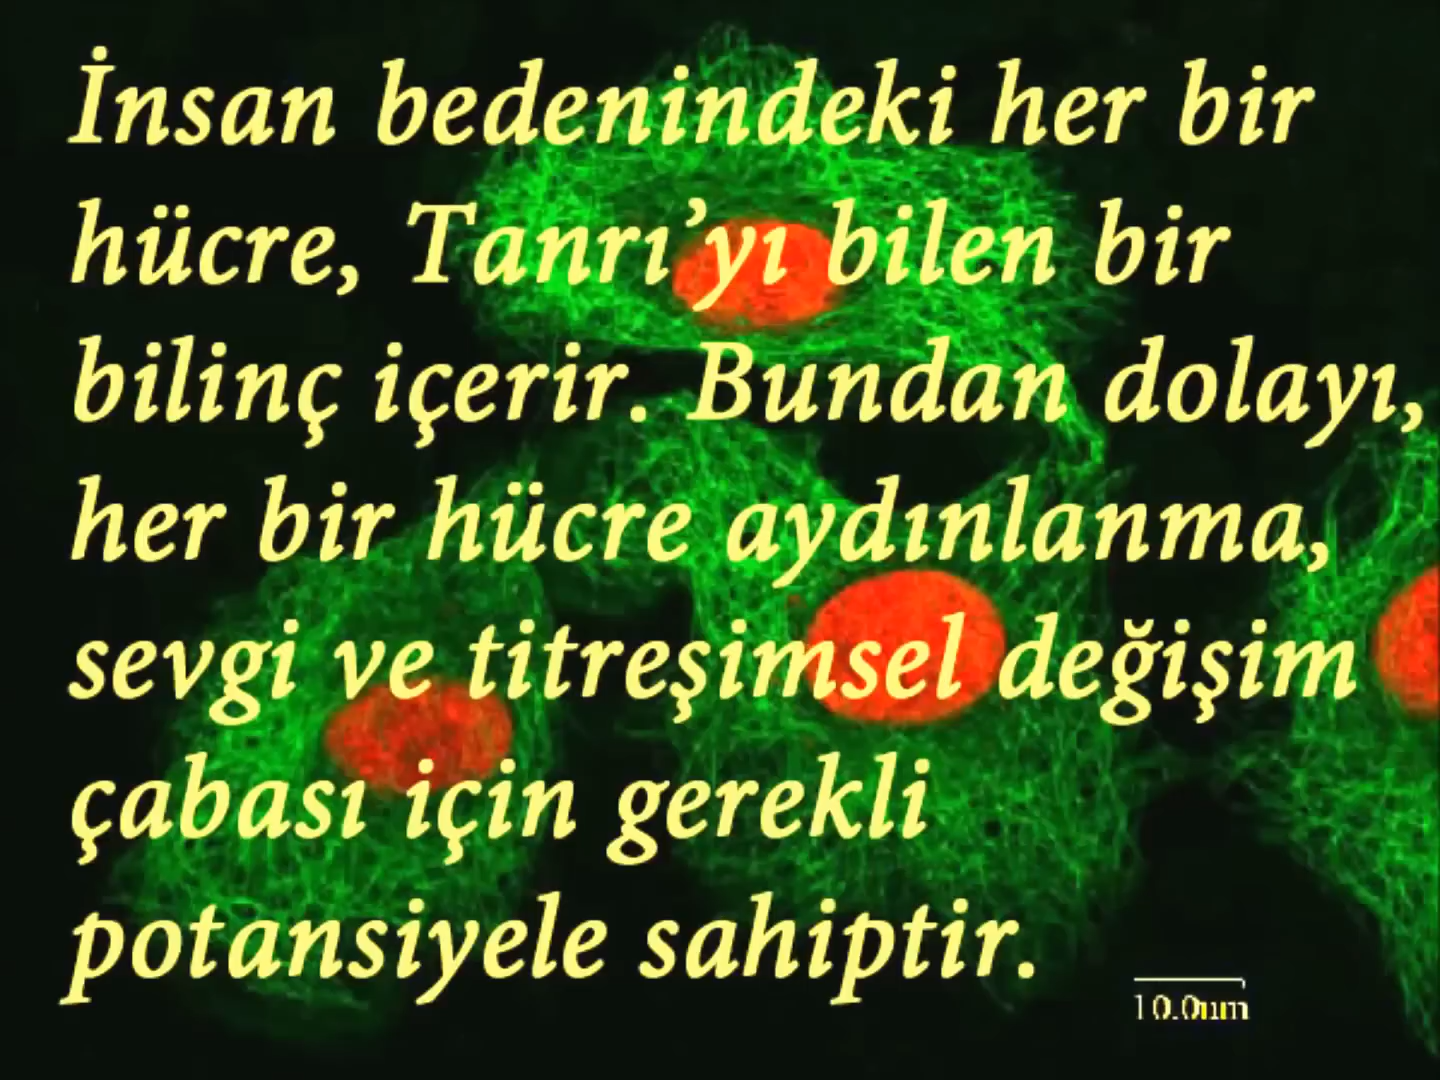 İnsan bedenindeki her bir
hücre, Tanrı’yı bilen bir
bilinç içerir. Bundan dolayı,
her bir hücre aydınlanma,
sevgi ve titreşimsel değişim
çabası için gerekli
potansiyele sahiptir.
10.0um